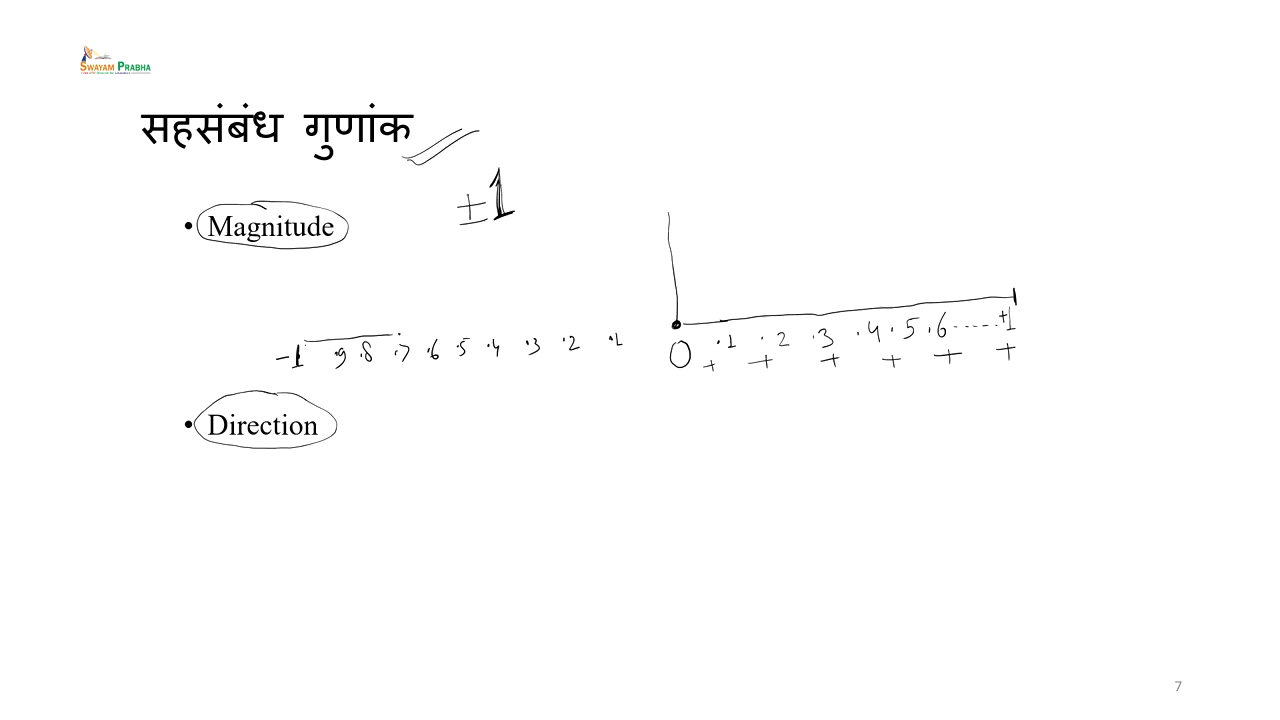 SWAYAM PRABHA
सहसंबंध गुणांक
±1
• Magnitude
0 .1 .2 .3 .4 .5 .6 ...... +1
+ + + + + +
-1 .9 .8 .7 .6 .5 .4 .3 .2 .1
• Direction
7